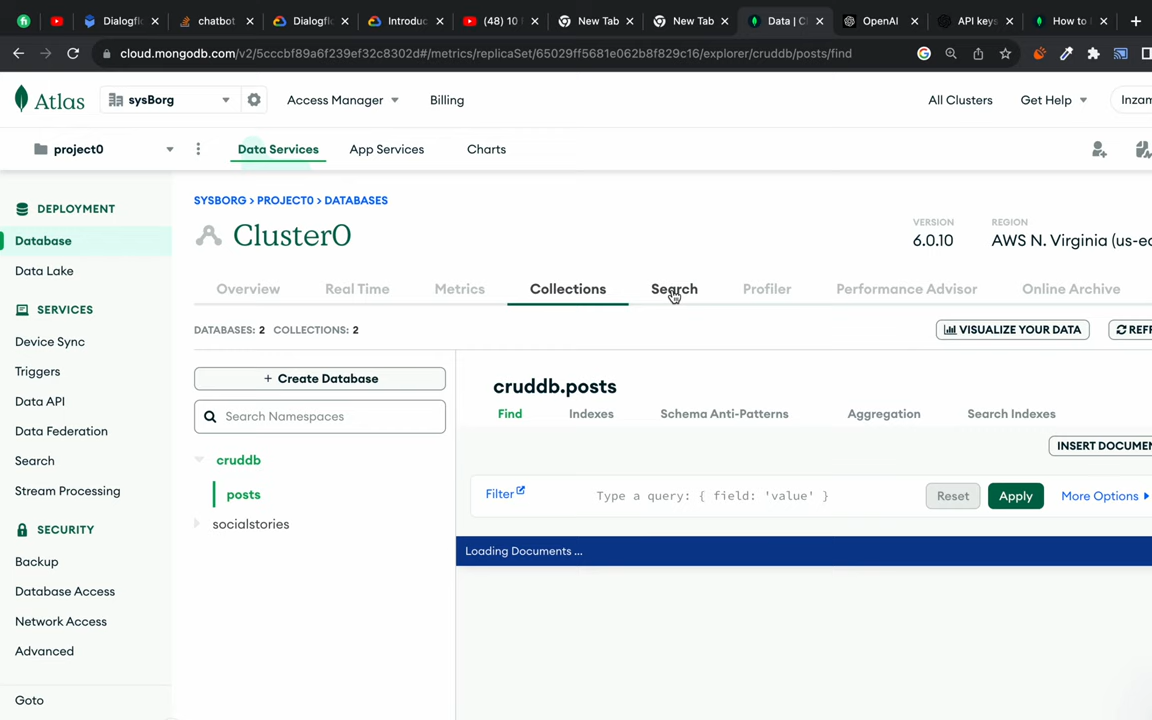 Dialogfl
chatbot
Dialogfl
Introduc
(48) 10
New Tab
New Tab
Data | C
OpenAI
API keys
How to
cloud.mongodb.com/v2/5cccbf89a6f239ef32c8302d#/metrics/replicaSet/65029ff5681e062b8f829c16/explorer/cruddb/posts/find
Atlas
sysBorg
Access Manager
Billing
All Clusters
Get Help
Inzam
project0
Data Services
App Services
Charts
DEPLOYMENT
Database
Data Lake
SERVICES
Device Sync
Triggers
Data API
Data Federation
Search
Stream Processing
SECURITY
Backup
Database Access
Network Access
Advanced
Goto
SYSBORG > PROJECT0 > DATABASES
Cluster0
VERSION
6.0.10
REGION
AWS N. Virginia (us-ea
Overview
Real Time
Metrics
Collections
Search
Profiler
Performance Advisor
Online Archive
DATABASES: 2 COLLECTIONS: 2
VISUALIZE YOUR DATA
REFR
+ Create Database
Search Namespaces
cruddb
posts
socialstories
cruddb.posts
Find
Indexes
Schema Anti-Patterns
Aggregation
Search Indexes
INSERT DOCUMEN
Filter
Type a query: { field: 'value' }
Reset
Apply
More Options
Loading Documents ...